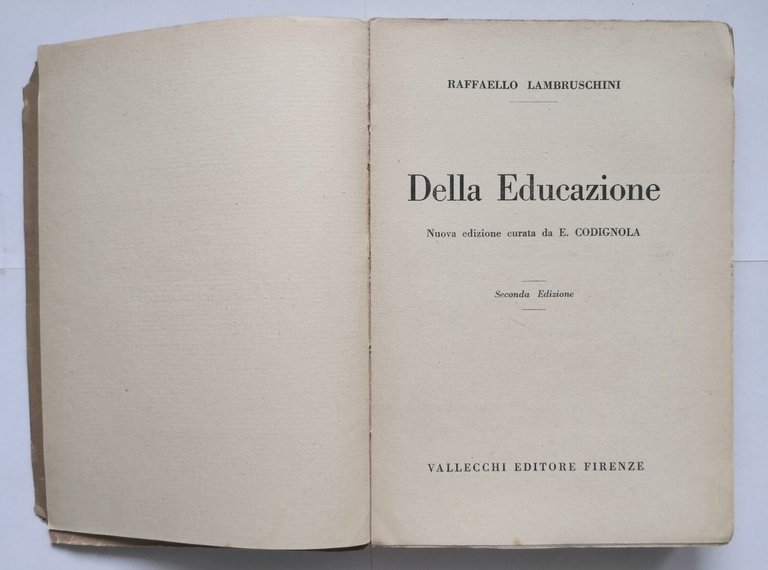 RAFFAELLO LAMBRUSCHINI
Della Educazione
Nuova edizione curata da E. CODIGNOLA
Seconda Edizione
VALLECCHI EDITORE FIRENZE